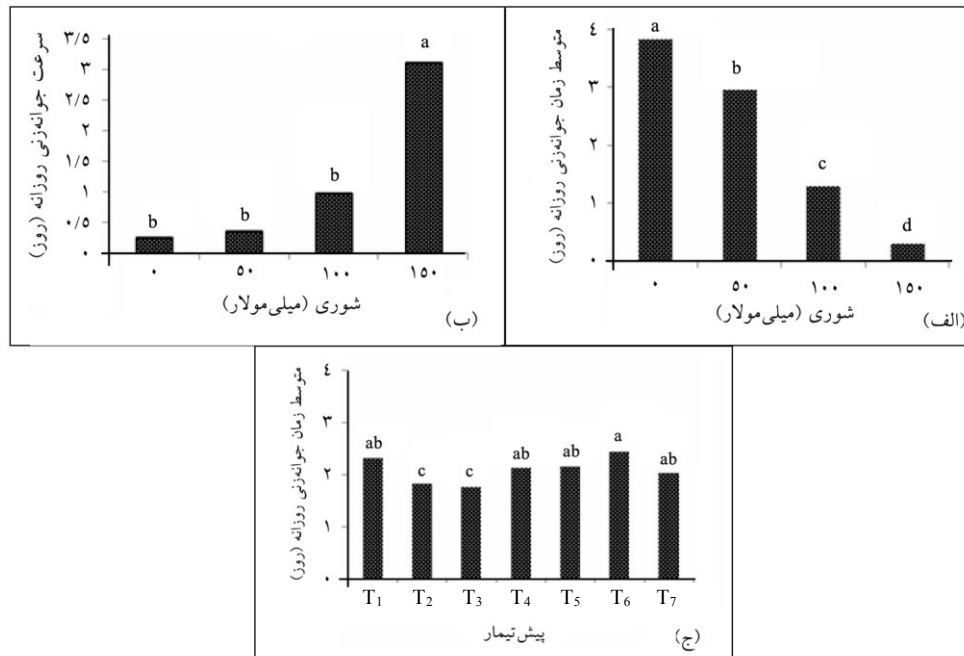 متوسط زمان جوانه‌زنی روزانه (روز)
۴
۳
۲
۱
۰
a
b
c
d
۰ ۵۰ ۱۰۰ ۱۵۰
شوری (میلی‌مولار)
(الف)
سرعت جوانه‌زنی روزانه (روز)
۳/۵
۳
۲/۵
۲
۱/۵
۱
۰/۵
۰
b
b
b
a
۰ ۵۰ ۱۰۰ ۱۵۰
شوری (میلی‌مولار)
(ب)
متوسط زمان جوانه‌زنی روزانه (روز)
۴
۳
۲
۱
۰
ab c c ab ab a ab
T1 T2 T3 T4 T5 T6 T7
پیش‌تیمار
(ج)